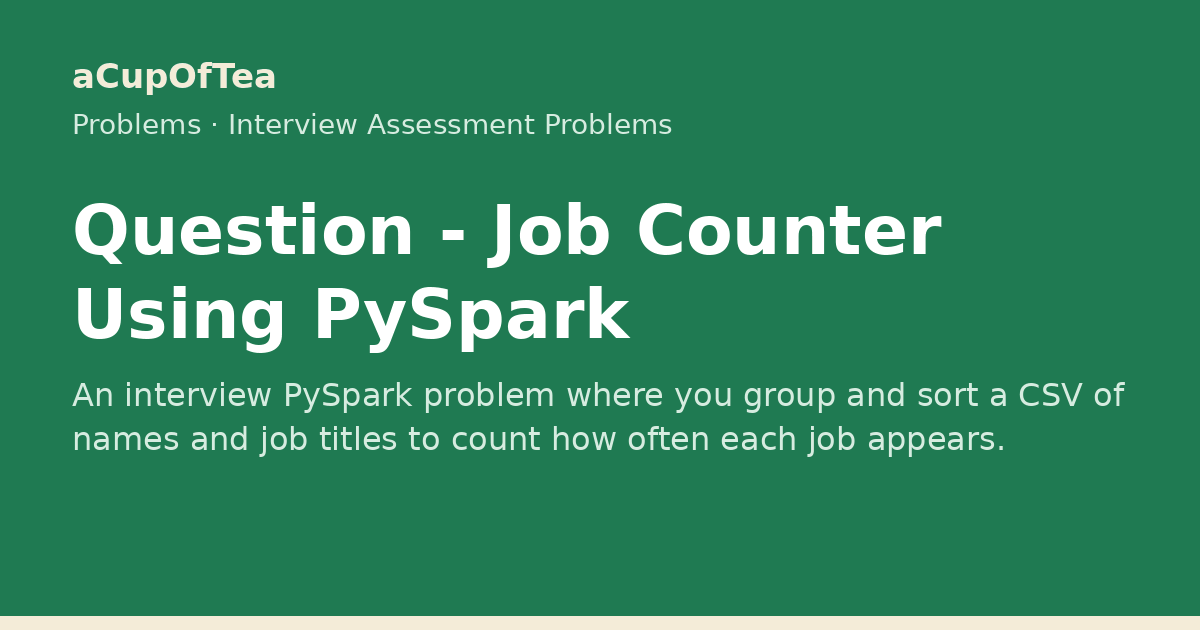 aCupOfTea
Problems · Interview Assessment Problems
Question - Job Counter
Using PySpark
An interview PySpark problem where you group and sort a CSV of
names and job titles to count how often each job appears.